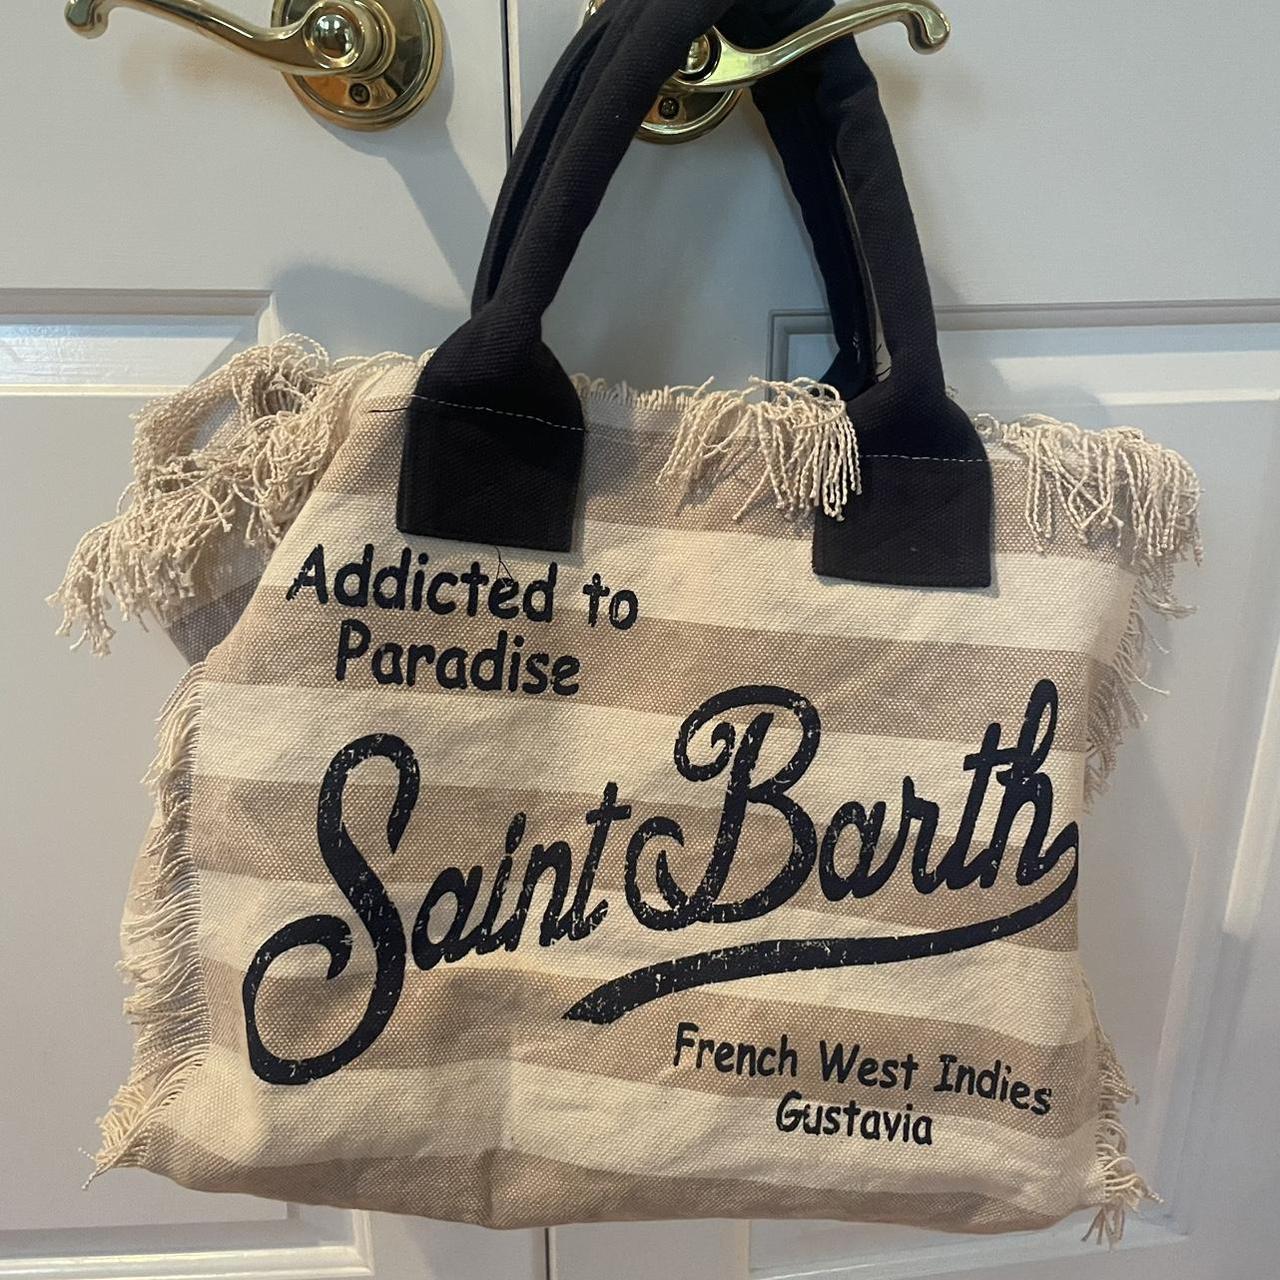 Addicted to
Paradise
Saint Barth
French West Indies
Gustavia